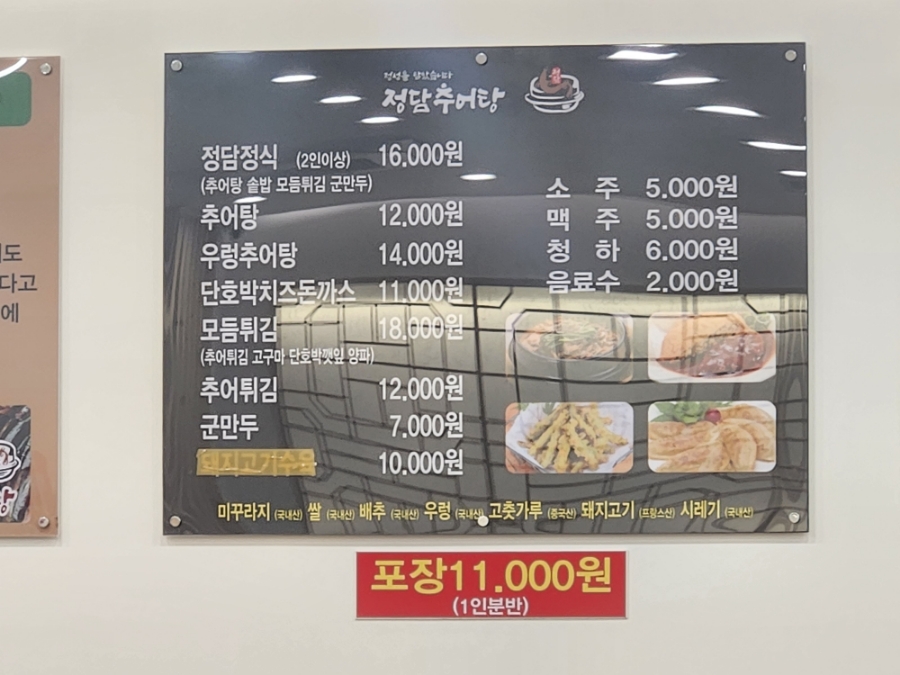 도
다고
에
정성을 담았습니다
정담추어탕
정담정식 (2인이상) 16,000원
(추어탕 솥밥 모듬튀김 군만두)
추어탕 12,000원
우렁추어탕 14,000원
단호박치즈돈까스 11,000원
모듬튀김 18,000원
(추어튀김 고구마 단호박깻잎 양파)
추어튀김 12,000원
군만두 7,000원
돼지고기수육 10,000원
소 주 5.000원
맥 주 5.000원
청 하 6.000원
음료수 2.000원
미꾸라지 (국내산) 쌀 (국내산) 배추 (국내산) 우렁 (국내산) 고춧가루 (중국산) 돼지고기 (프랑스산) 시레기 (국내산)
포장11.000원
(1인분반)